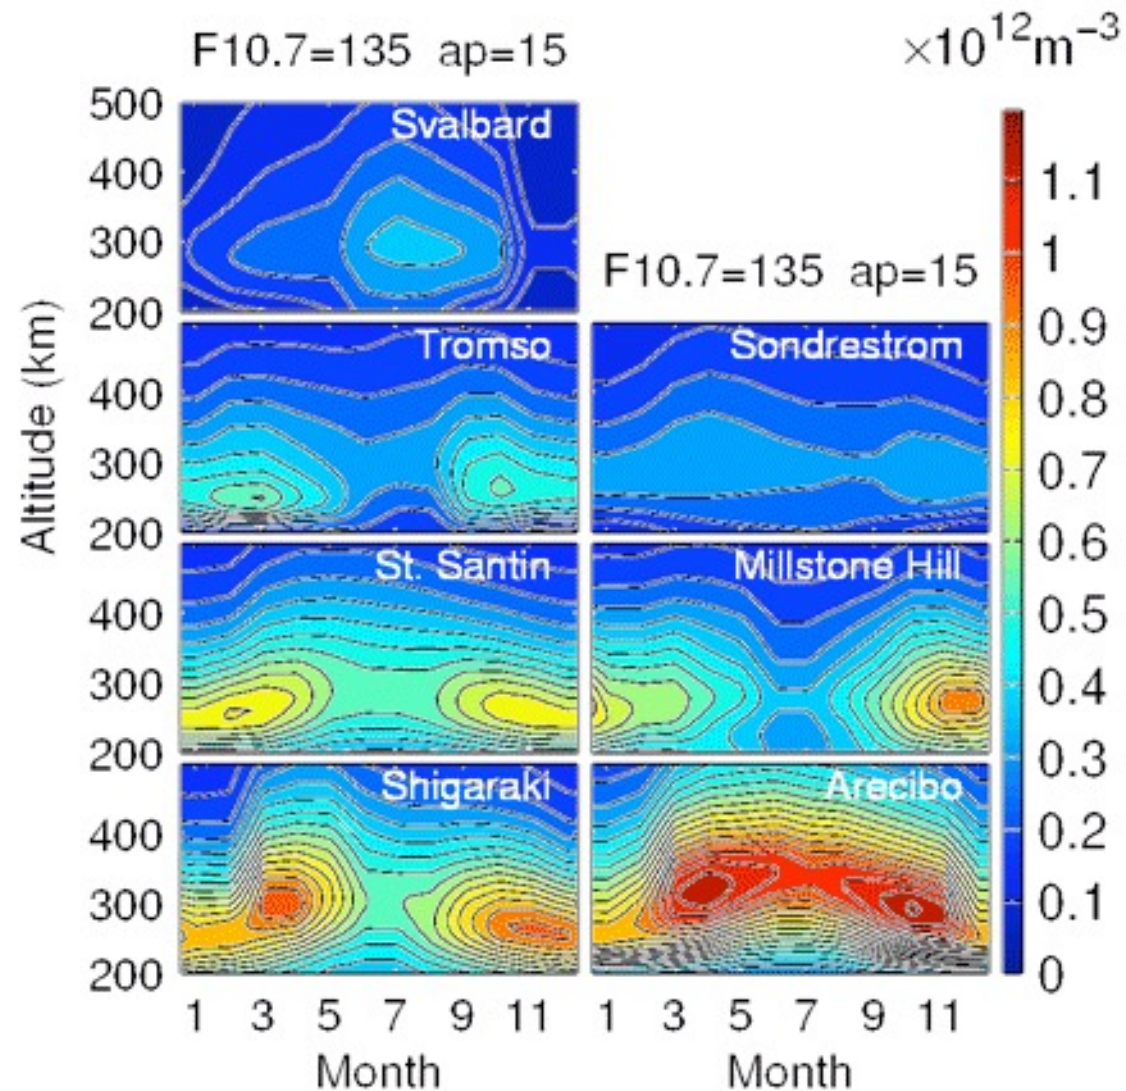 F10.7=135 ap=15
×10¹²m⁻³
Altitude (km)
500
400
300
200
Svalbard
F10.7=135 ap=15
400
300
200
Tromso
Sondrestrom
400
300
200
St. Santin
Millstone Hill
400
300
200
Shigaraki
Arecibo
1.1
1
0.9
0.8
0.7
0.6
0.5
0.4
0.3
0.2
0.1
0
1 3 5 7 9 11
1 3 5 7 9 11
Month
Month